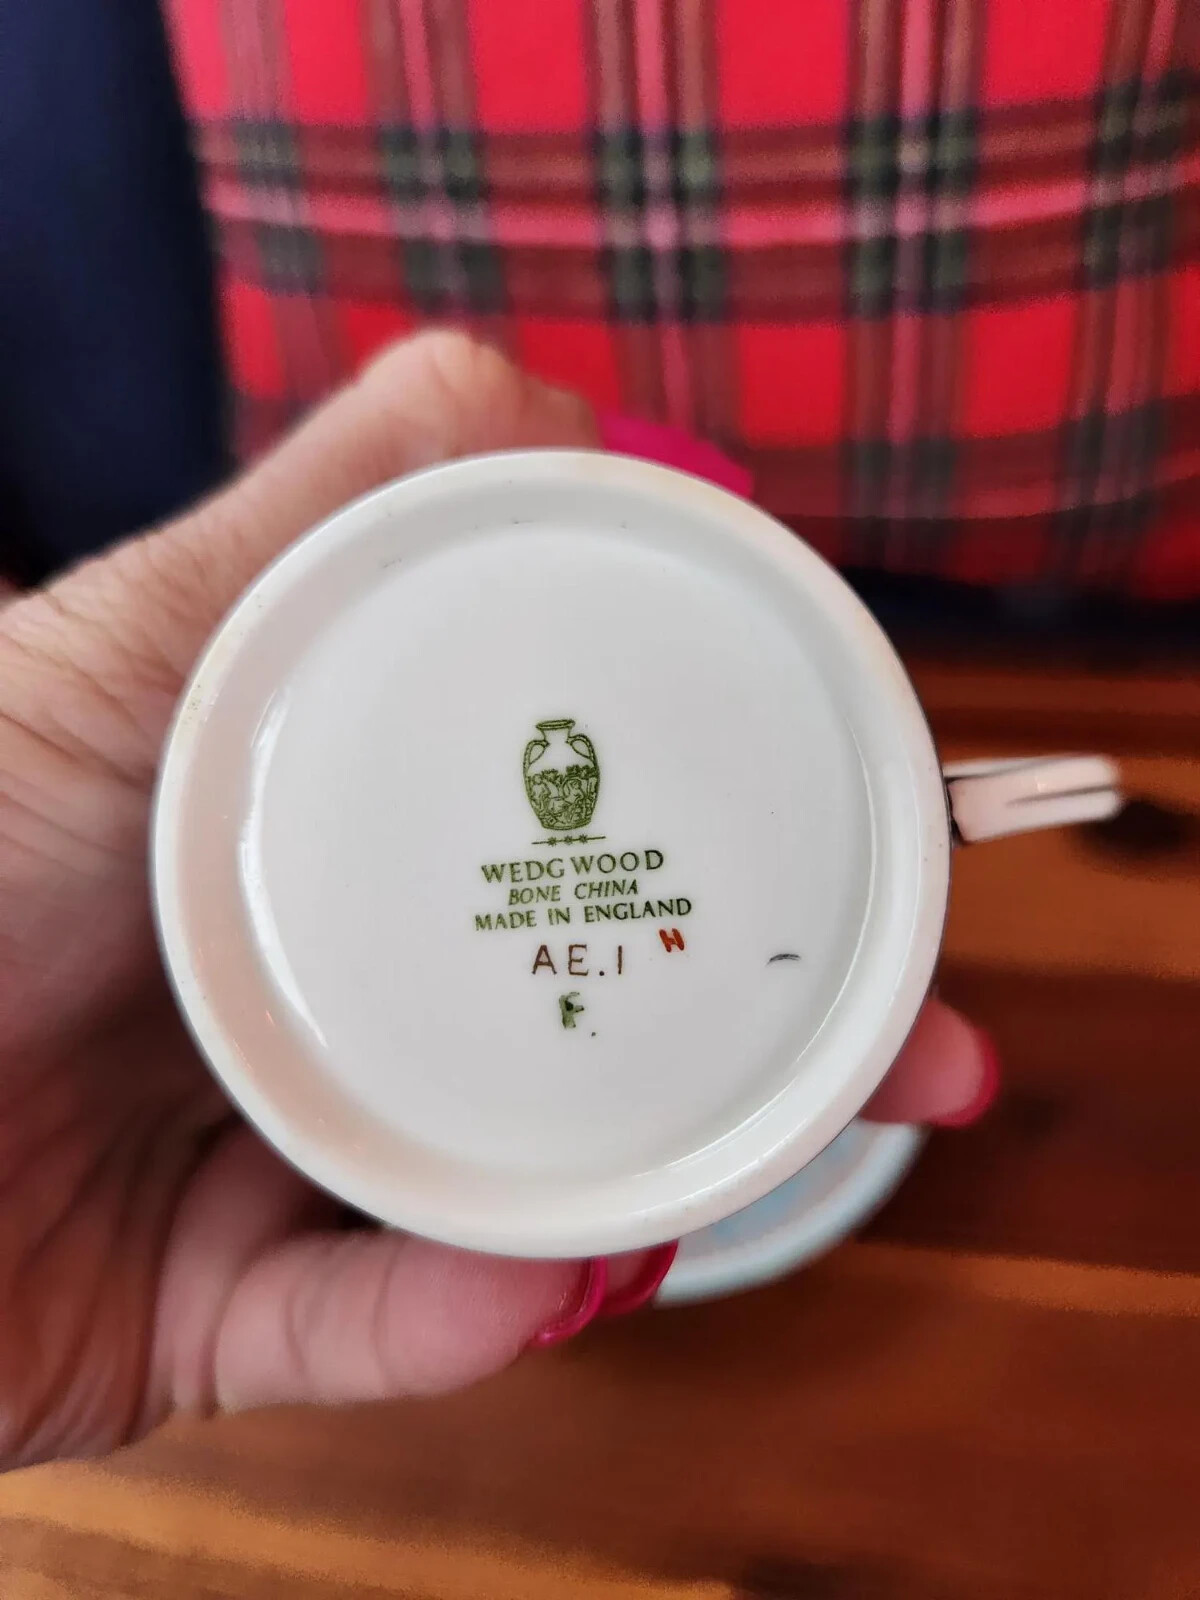 WEDGWOOD
BONE CHINA
MADE IN ENGLAND
AE.1 H
F.